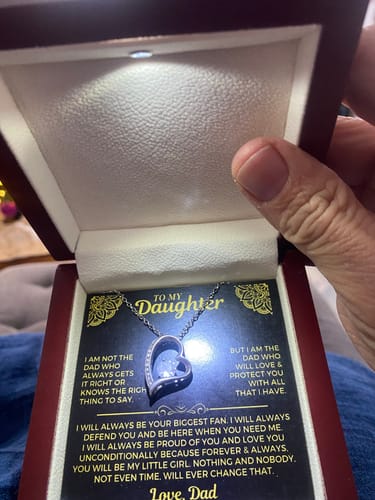 TO MY
Daughter
I AM NOT THE
DAD WHO
ALWAYS GETS
IT RIGHT OR
KNOWS THE RIGH
THING TO SAY,
BUT I AM THE
DAD WHO
WILL LOVE &
PROTECT YOU
WITH ALL
THAT I HAVE.
I WILL ALWAYS BE YOUR BIGGEST FAN. I WILL ALWAYS
DEFEND YOU AND BE HERE WHEN YOU NEED ME.
I WILL ALWAYS BE PROUD OF YOU AND LOVE YOU
UNCONDITIONALLY BECAUSE FOREVER & ALWAYS,
YOU WILL BE MY LITTLE GIRL. NOTHING AND NOBODY,
NOT EVEN TIME, WILL EVER CHANGE THAT.
Love, Dad